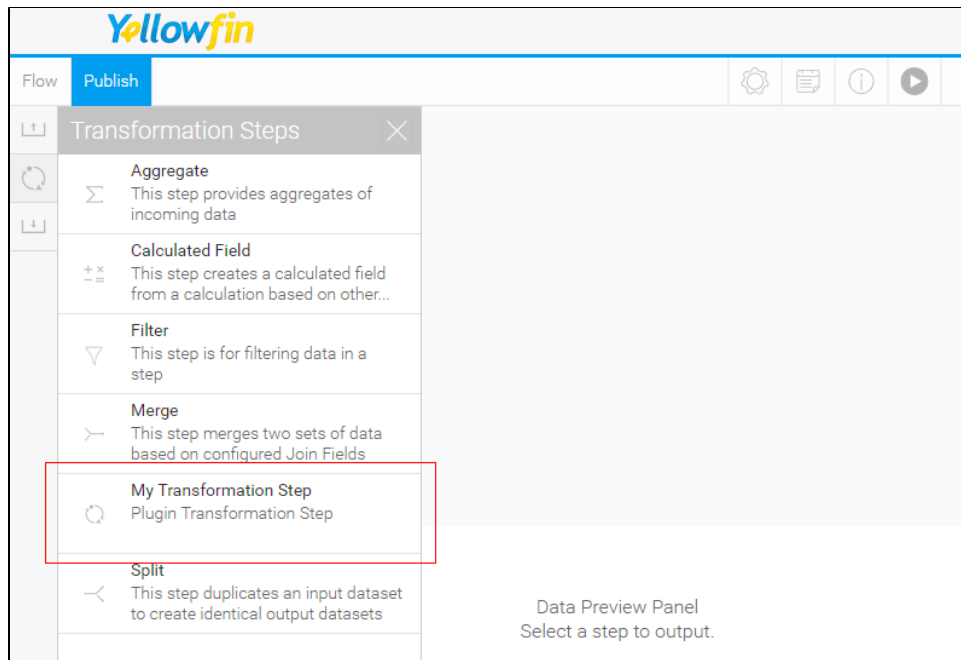 Yellowfin
Flow
Publish
Transformation Steps
Aggregate
This step provides aggregates of
incoming data
Calculated Field
This step creates a calculated field
from a calculation based on other...
Filter
This step is for filtering data in a
step
Merge
This step merges two sets of data
based on configured Join Fields
My Transformation Step
Plugin Transformation Step
Split
This step duplicates an input dataset
to create identical output datasets
Data Preview Panel
Select a step to output.